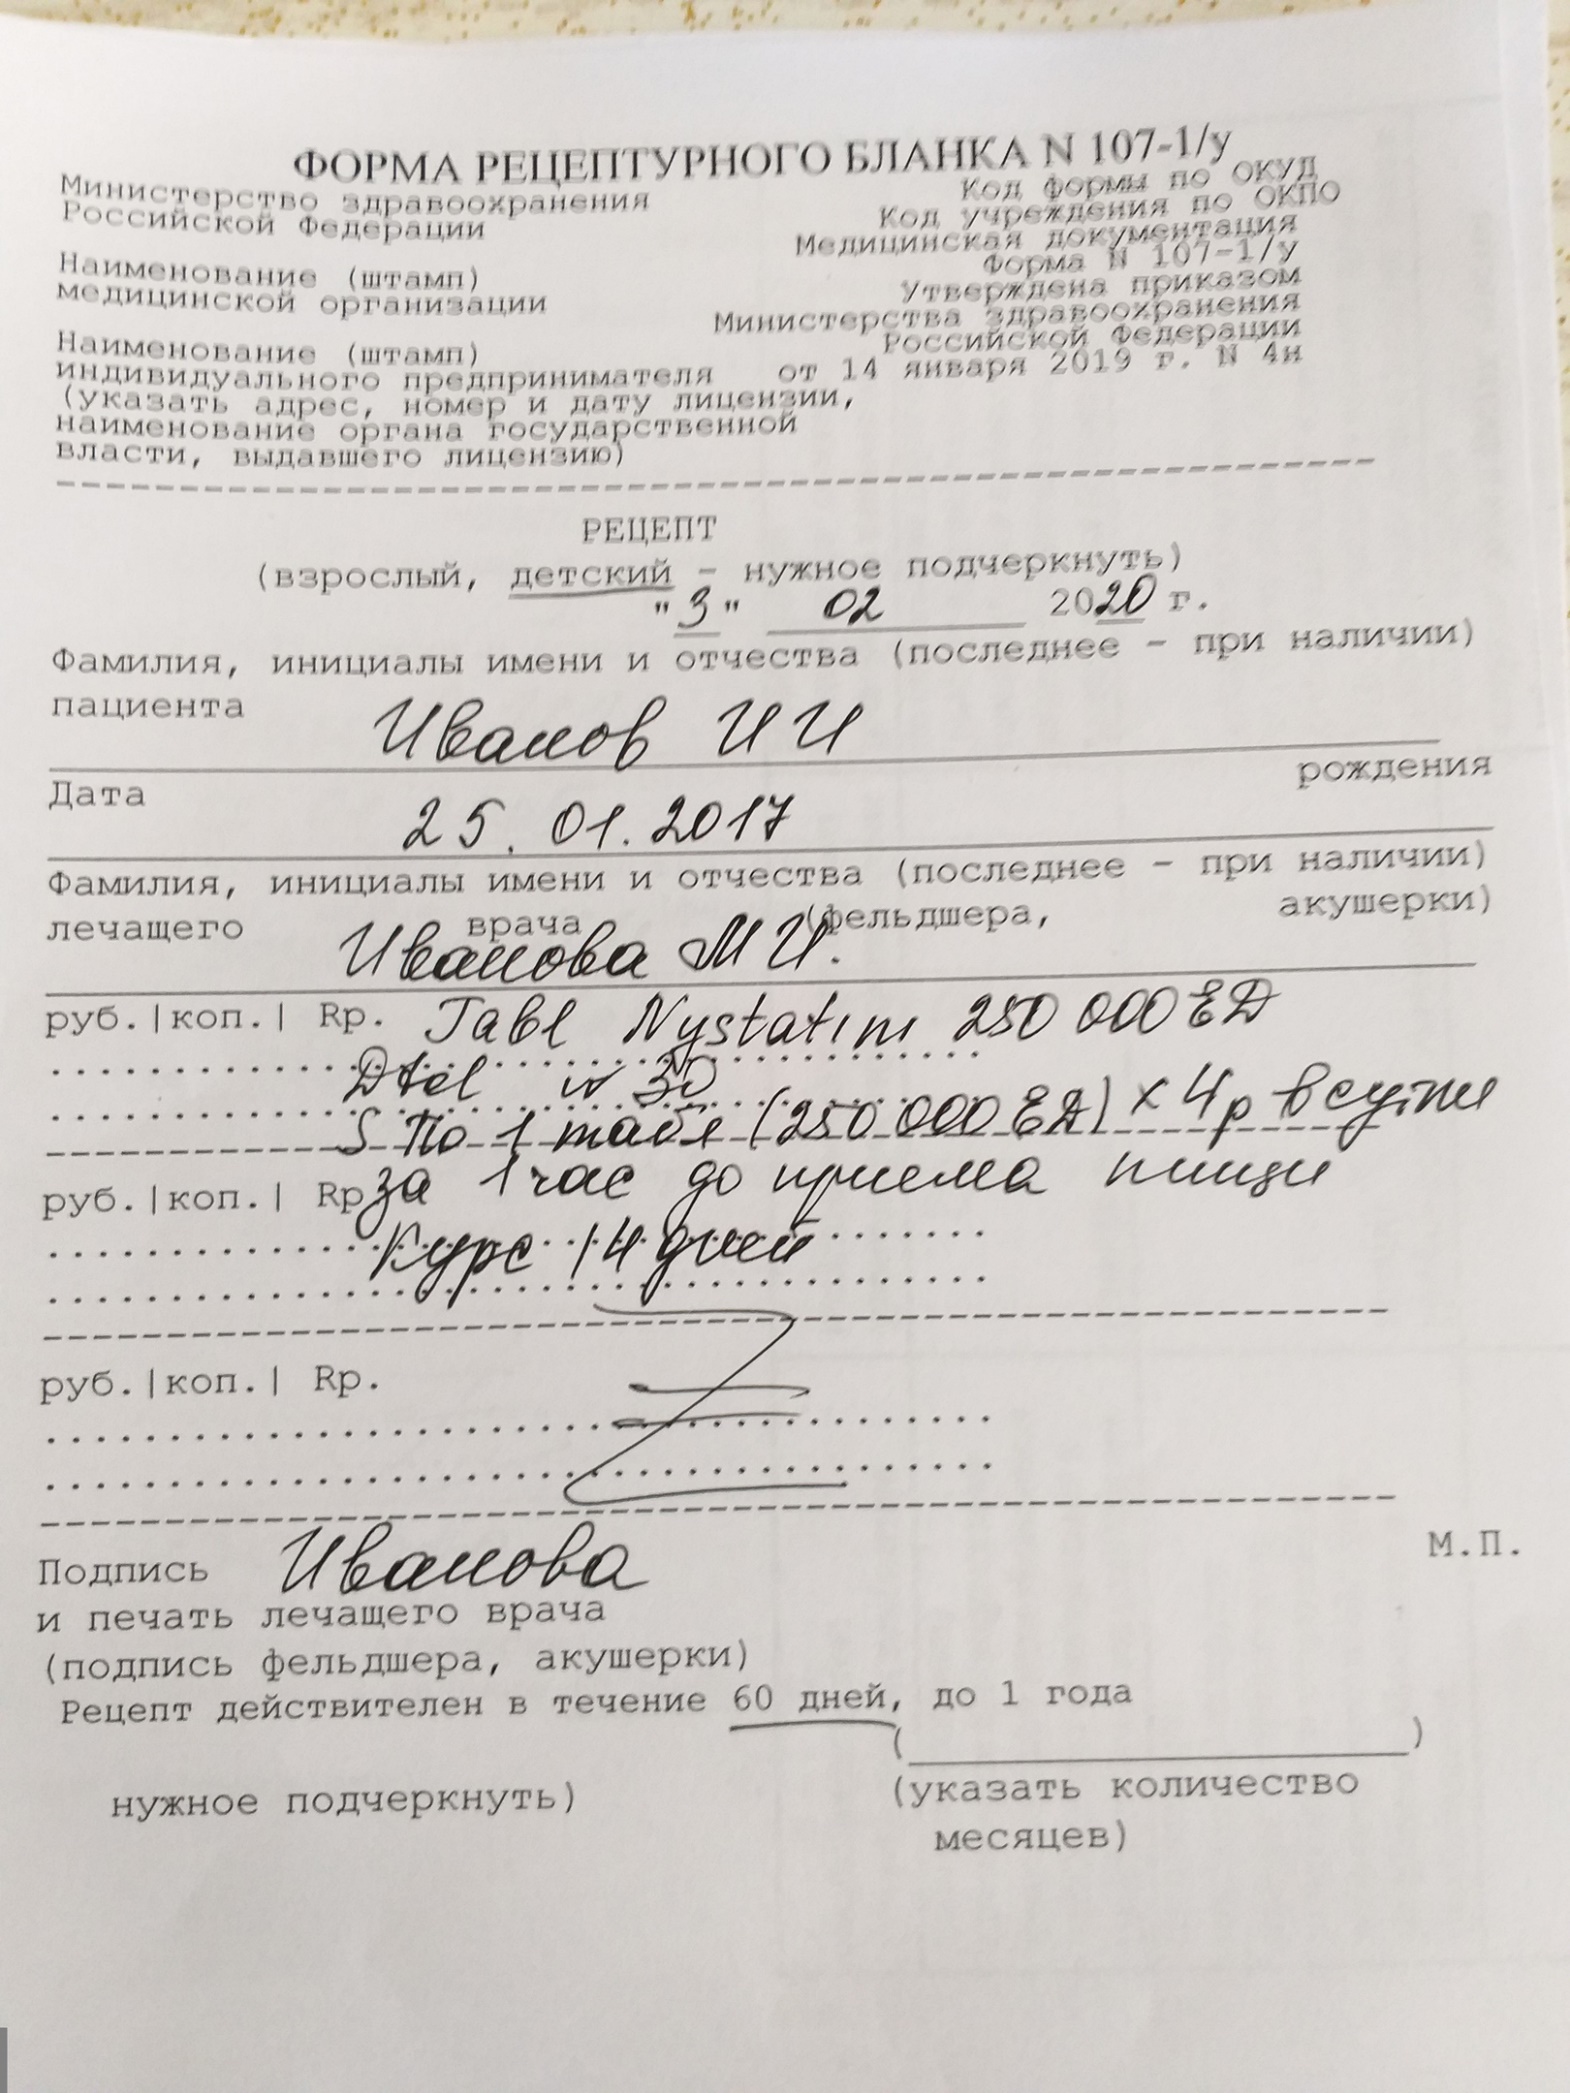 ФОРМА РЕЦЕПТУРНОГО БЛАНКА N 107-1/у
Министерство здравоохранения
Российской Федерации
Код формы по ОКУД
Код учреждения по ОКПО
Медицинская документация
Форма N 107-1/у
Наименование (штамп)
медицинской организации
Утверждена приказом
Министерства здравоохранения
Российской Федерации
Наименование (штамп)
индивидуального предпринимателя от 14 января 2019 г. N 4н
(указать адрес, номер и дату лицензии,
наименование органа государственной
власти, выдавшего лицензию)
РЕЦЕПТ
(взрослый, детский - нужное подчеркнуть)
"3" 02 2020 г.
Фамилия, инициалы имени и отчества (последнее - при наличии)
пациента Иванов И И
Дата 25.01.2017 рождения
Фамилия, инициалы имени и отчества (последнее - при наличии)
лечащего врача (фельдшера, акушерки)
Иванова М И.
руб.|коп.| Rp. Tabl Nystatini 250 000 ЕД
Dtd N 30
S По 1 табл (250 000 ЕД) x 4 р в сутки
руб.|коп.| Rp за 1 час до приема пищи
Курс 14 дней
руб.|коп.| Rp.
Подпись Иванова М.П.
и печать лечащего врача
(подпись фельдшера, акушерки)
Рецепт действителен в течение 60 дней, до 1 года
(____________________)
нужное подчеркнуть) (указать количество
месяцев)